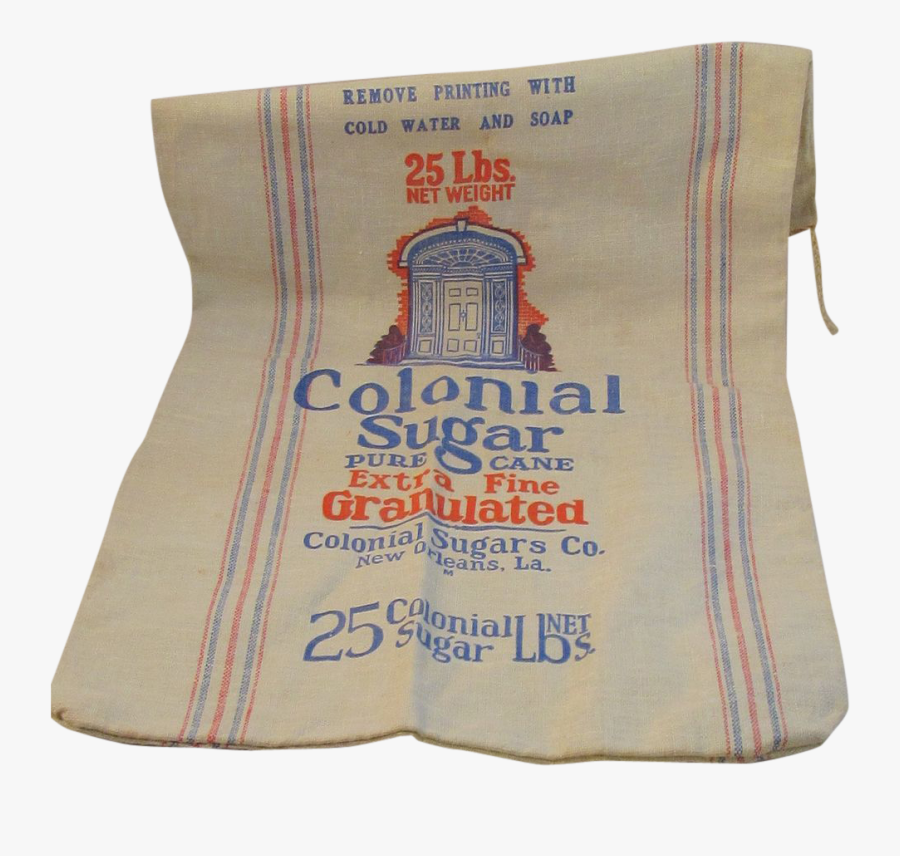 REMOVE PRINTING WITH
COLD WATER AND SOAP
25 Lbs.
NET WEIGHT
Colonial
Sugar
PURE CANE
Extra Fine
Granulated
Colonial Sugars Co.
New Orleans, La.
M
25 Colonial Sugar Lbs. NET